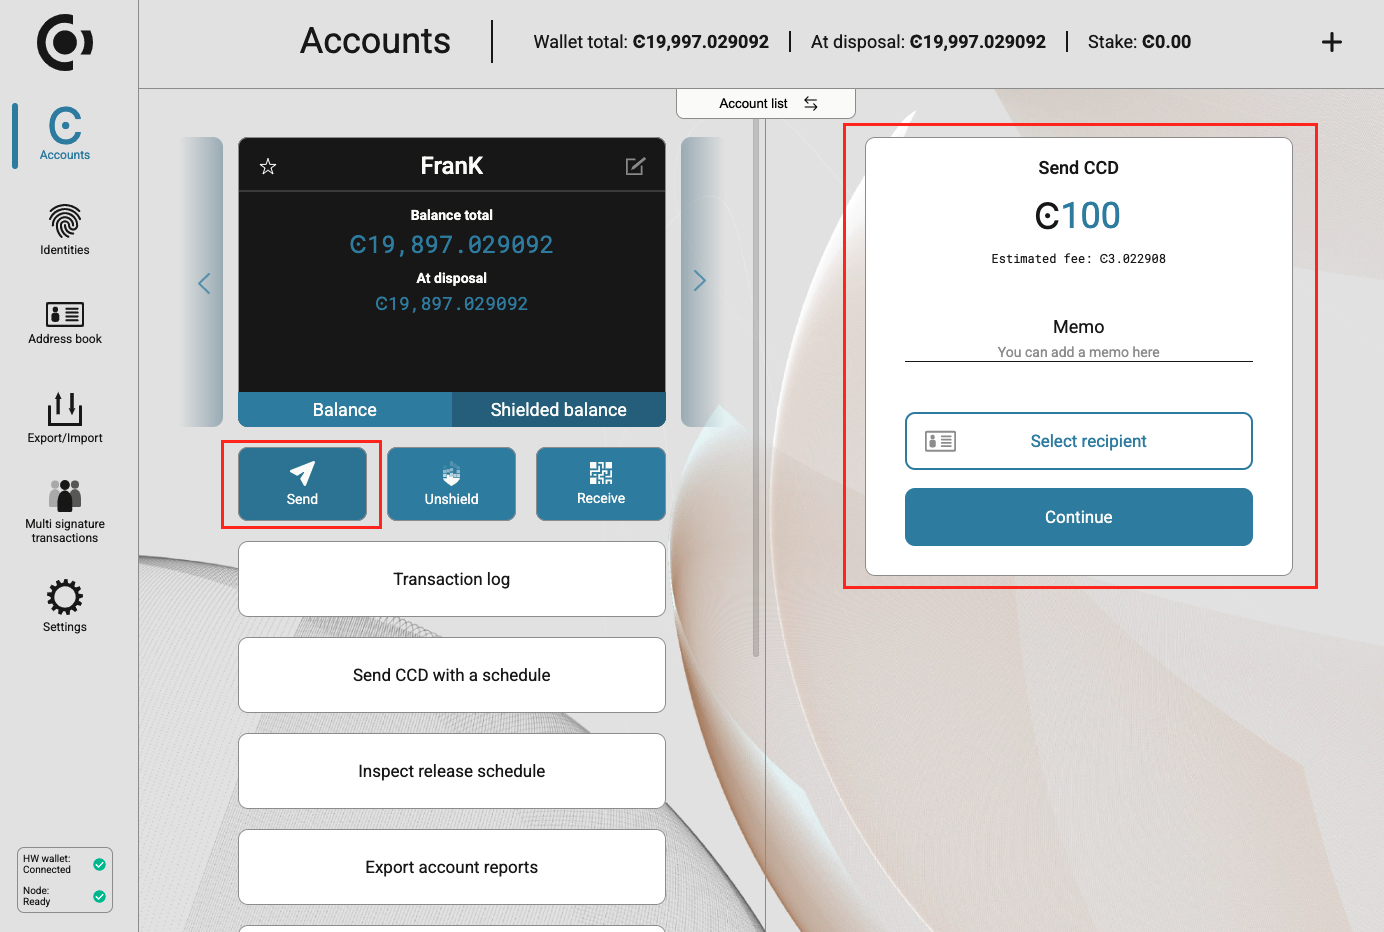 Accounts
Wallet total: Ͼ19,997.029092
At disposal: Ͼ19,997.029092
Stake: Ͼ0.00
+
Accounts
Identities
Address book
Export/Import
Multi signature
transactions
Settings
HW wallet:
Connected
Node:
Ready
Account list
FranK
Balance total
Ͼ19,897.029092
At disposal
Ͼ19,897.029092
Balance
Shielded balance
Send
Unshield
Receive
Transaction log
Send CCD with a schedule
Inspect release schedule
Export account reports
Send CCD
Ͼ100
Estimated fee: Ͼ3.022908
Memo
You can add a memo here
Select recipient
Continue